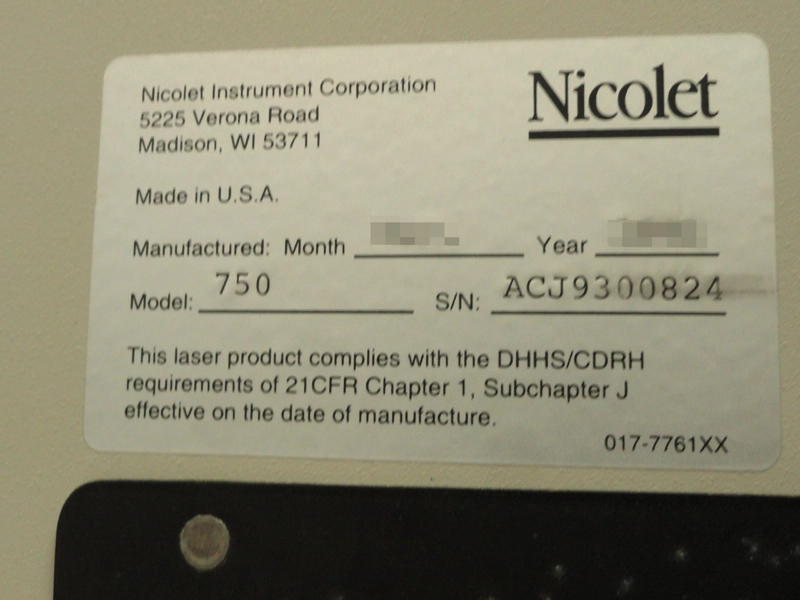 Nicolet Instrument Corporation
5225 Verona Road
Madison, WI 53711
Nicolet
Made in U.S.A.
Manufactured: Month Year
Model: 750 S/N: ACJ9300824
This laser product complies with the DHHS/CDRH
requirements of 21CFR Chapter 1, Subchapter J
effective on the date of manufacture.
017-7761XX